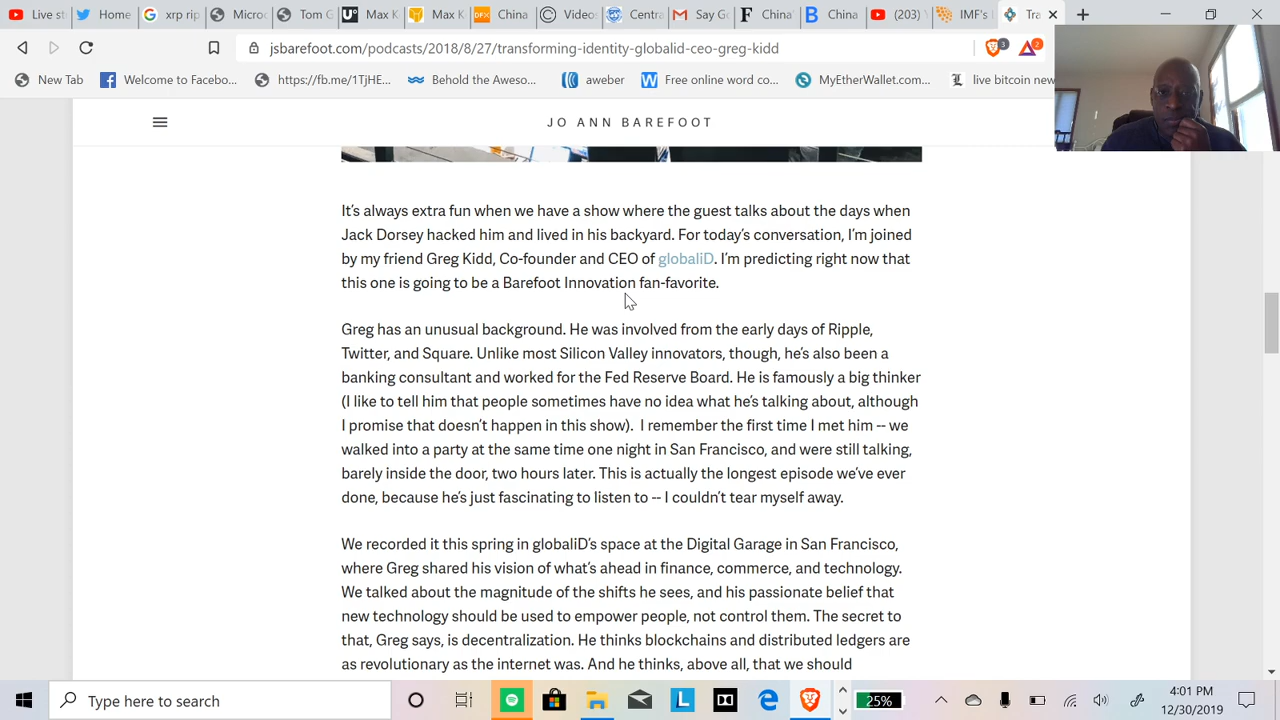 Live st
Home
xrp rip
Microc
Tom G
Max K
Max K
China
Video:
Centra
Say Go
China'
China
(203)
IMF's
Tra
jsbarefoot.com/podcasts/2018/8/27/transforming-identity-globalid-ceo-greg-kidd
3
2
New Tab
Welcome to Facebo...
https://fb.me/1TjHE...
Behold the Aweso...
aweber
Free online word co...
MyEtherWallet.com...
live bitcoin new
JO ANN BAREFOOT
It's always extra fun when we have a show where the guest talks about the days when
Jack Dorsey hacked him and lived in his backyard. For today's conversation, I'm joined
by my friend Greg Kidd, Co-founder and CEO of globaliD. I'm predicting right now that
this one is going to be a Barefoot Innovation fan-favorite.
Greg has an unusual background. He was involved from the early days of Ripple,
Twitter, and Square. Unlike most Silicon Valley innovators, though, he's also been a
banking consultant and worked for the Fed Reserve Board. He is famously a big thinker
(I like to tell him that people sometimes have no idea what he's talking about, although
I promise that doesn't happen in this show).  I remember the first time I met him -- we
walked into a party at the same time one night in San Francisco, and were still talking,
barely inside the door, two hours later. This is actually the longest episode we've ever
done, because he's just fascinating to listen to -- I couldn't tear myself away.
We recorded it this spring in globaliD's space at the Digital Garage in San Francisco,
where Greg shared his vision of what's ahead in finance, commerce, and technology.
We talked about the magnitude of the shifts he sees, and his passionate belief that
new technology should be used to empower people, not control them. The secret to
that, Greg says, is decentralization. He thinks blockchains and distributed ledgers are
as revolutionary as the internet was. And he thinks, above all, that we should
Type here to search
25%
4:01 PM
12/30/2019